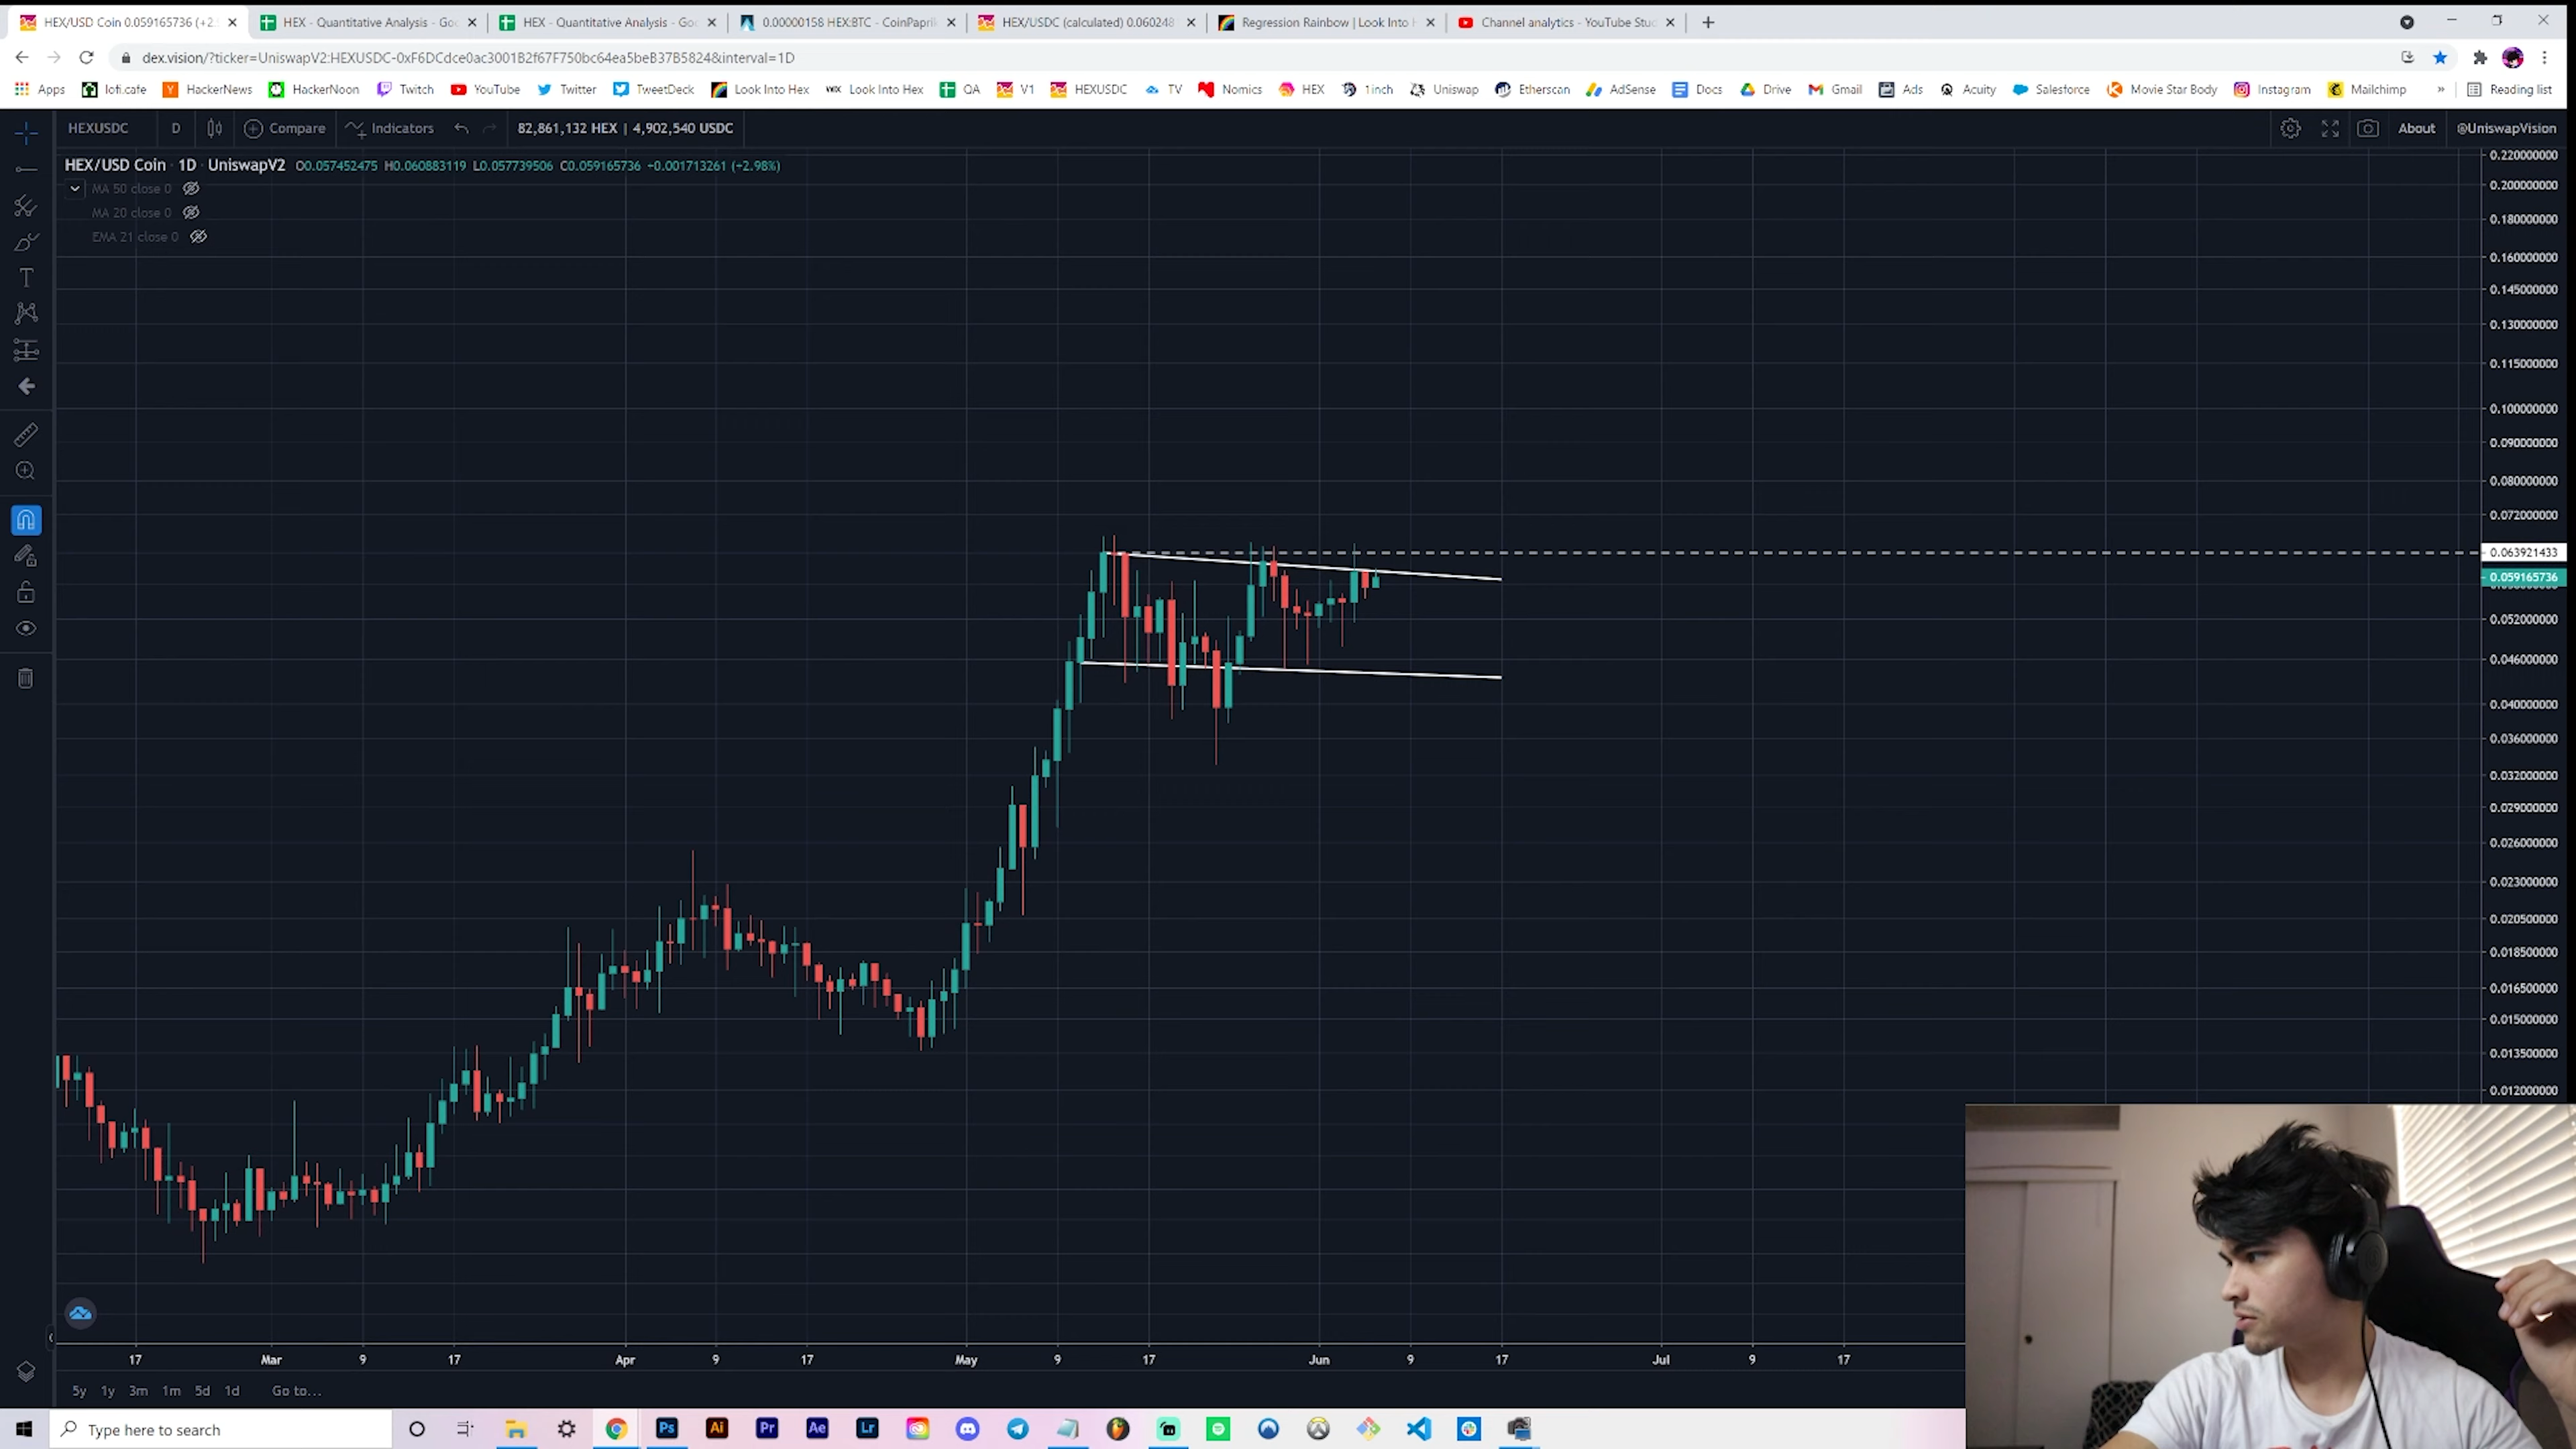 HEX/USD Coin 0.059165736 (+2. HEX - Quantitative Analysis - Goo HEX - Quantitative Analysis - Goo 0.00000158 HEX:BTC - CoinPapri HEX/USDC (calculated) 0.060248 Regression Rainbow | Look Into H Channel analytics - YouTube Stud
dex.vision/?ticker=UniswapV2:HEXUSDC-0xF6DCdce0ac3001B2f67F750bc64ea5beB37B5824&interval=1D
Apps lofi.cafe HackerNews HackerNoon Twitch YouTube Twitter TweetDeck Look Into Hex WIX Look Into Hex QA V1 HEXUSDC TV Nomics HEX 1inch Uniswap Etherscan AdSense Docs Drive Gmail Ads Acuity Salesforce Movie Star Body Instagram Mailchimp » Reading list
HEXUSDC D Compare Indicators 82,861,132 HEX | 4,902,540 USDC About @UniswapVision
HEX/USD Coin · 1D · UniswapV2 O0.057452475 H0.060883119 L0.057739506 C0.059165736 +0.001713261 (+2.98%)
MA 50 close 0
MA 20 close 0
EMA 21 close 0
0.220000000
0.200000000
0.180000000
0.160000000
0.145000000
0.130000000
0.115000000
0.100000000
0.090000000
0.080000000
0.072000000
0.063921433
0.059165736
0.052000000
0.046000000
0.040000000
0.036000000
0.032000000
0.029000000
0.026000000
0.023000000
0.020500000
0.018500000
0.016500000
0.015000000
0.013500000
0.012000000
17 Mar 9 17 Apr 9 17 May 9 17 Jun 9 17 Jul 9 17
5y 1y 3m 1m 5d 1d Go to...
Type here to search Ps Ai Pr Ae Lr